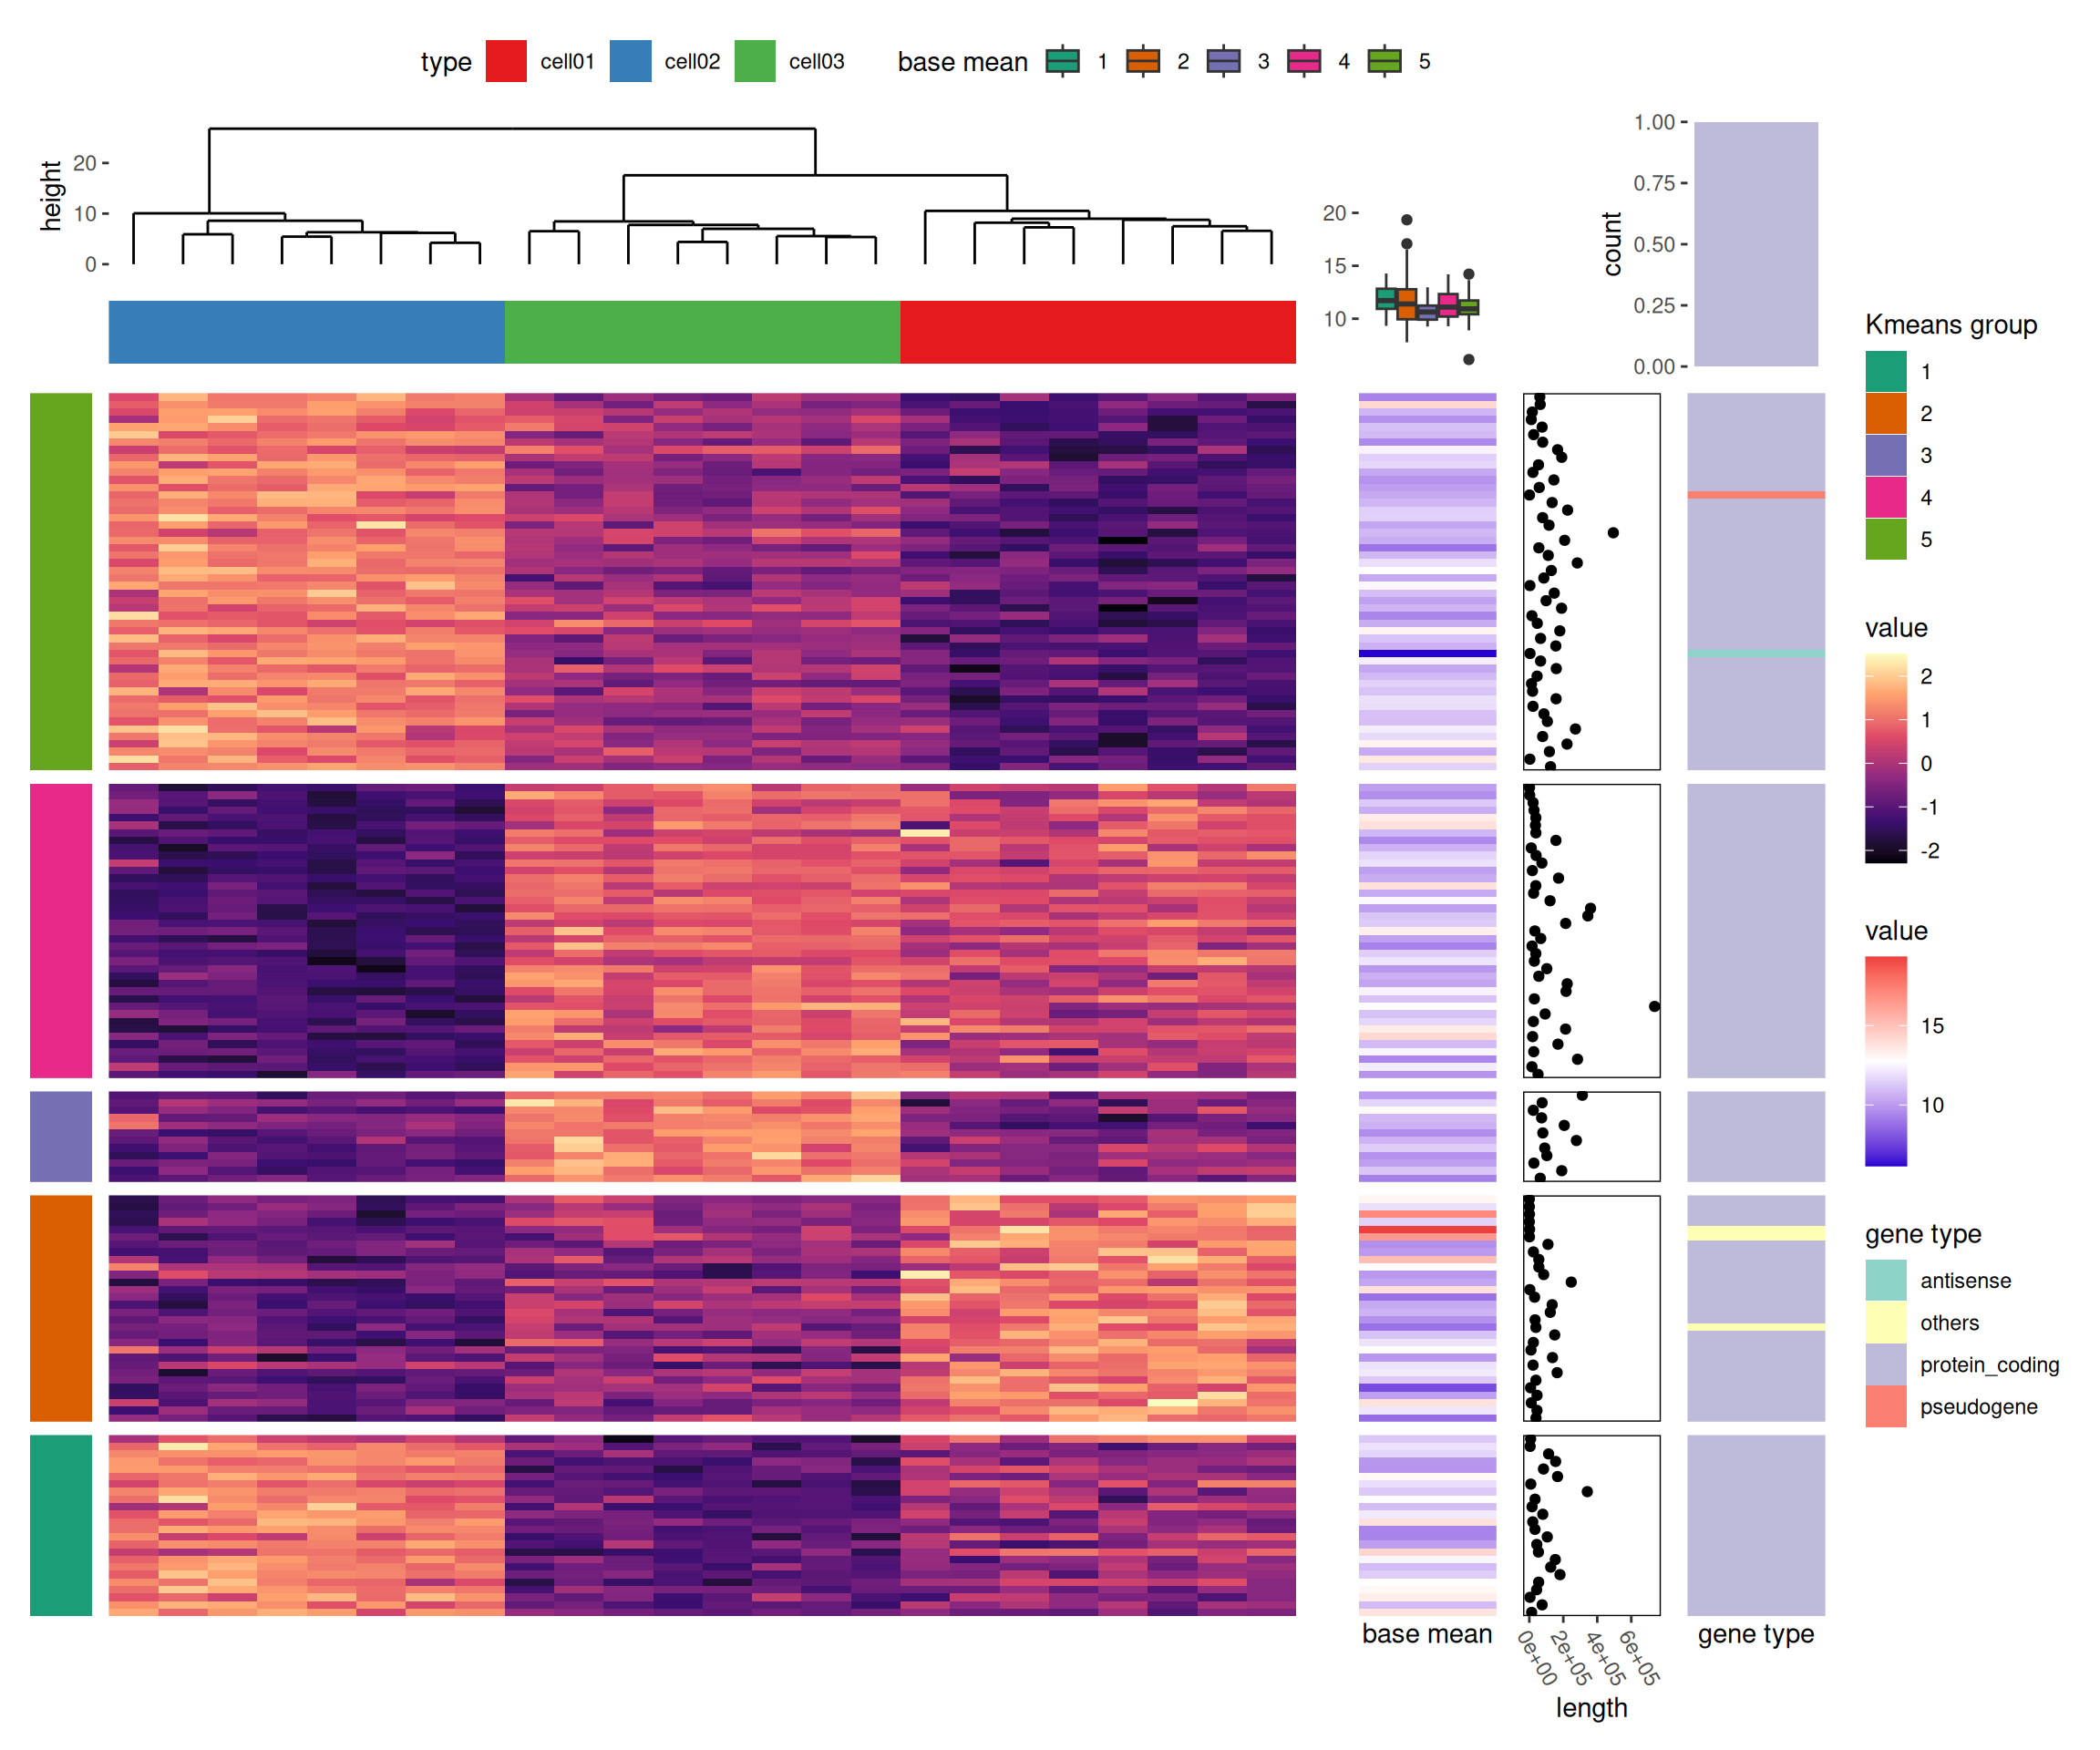 type cell01 cell02 cell03 base mean 1 2 3 4 5
height
20
10
0
20
15
10
count
1.00
0.75
0.50
0.25
0.00
Kmeans group
1
2
3
4
5
value
2
1
0
-1
-2
value
15
10
gene type
antisense
others
protein_coding
pseudogene
base mean
0e+00
2e+05
4e+05
6e+05
length
gene type